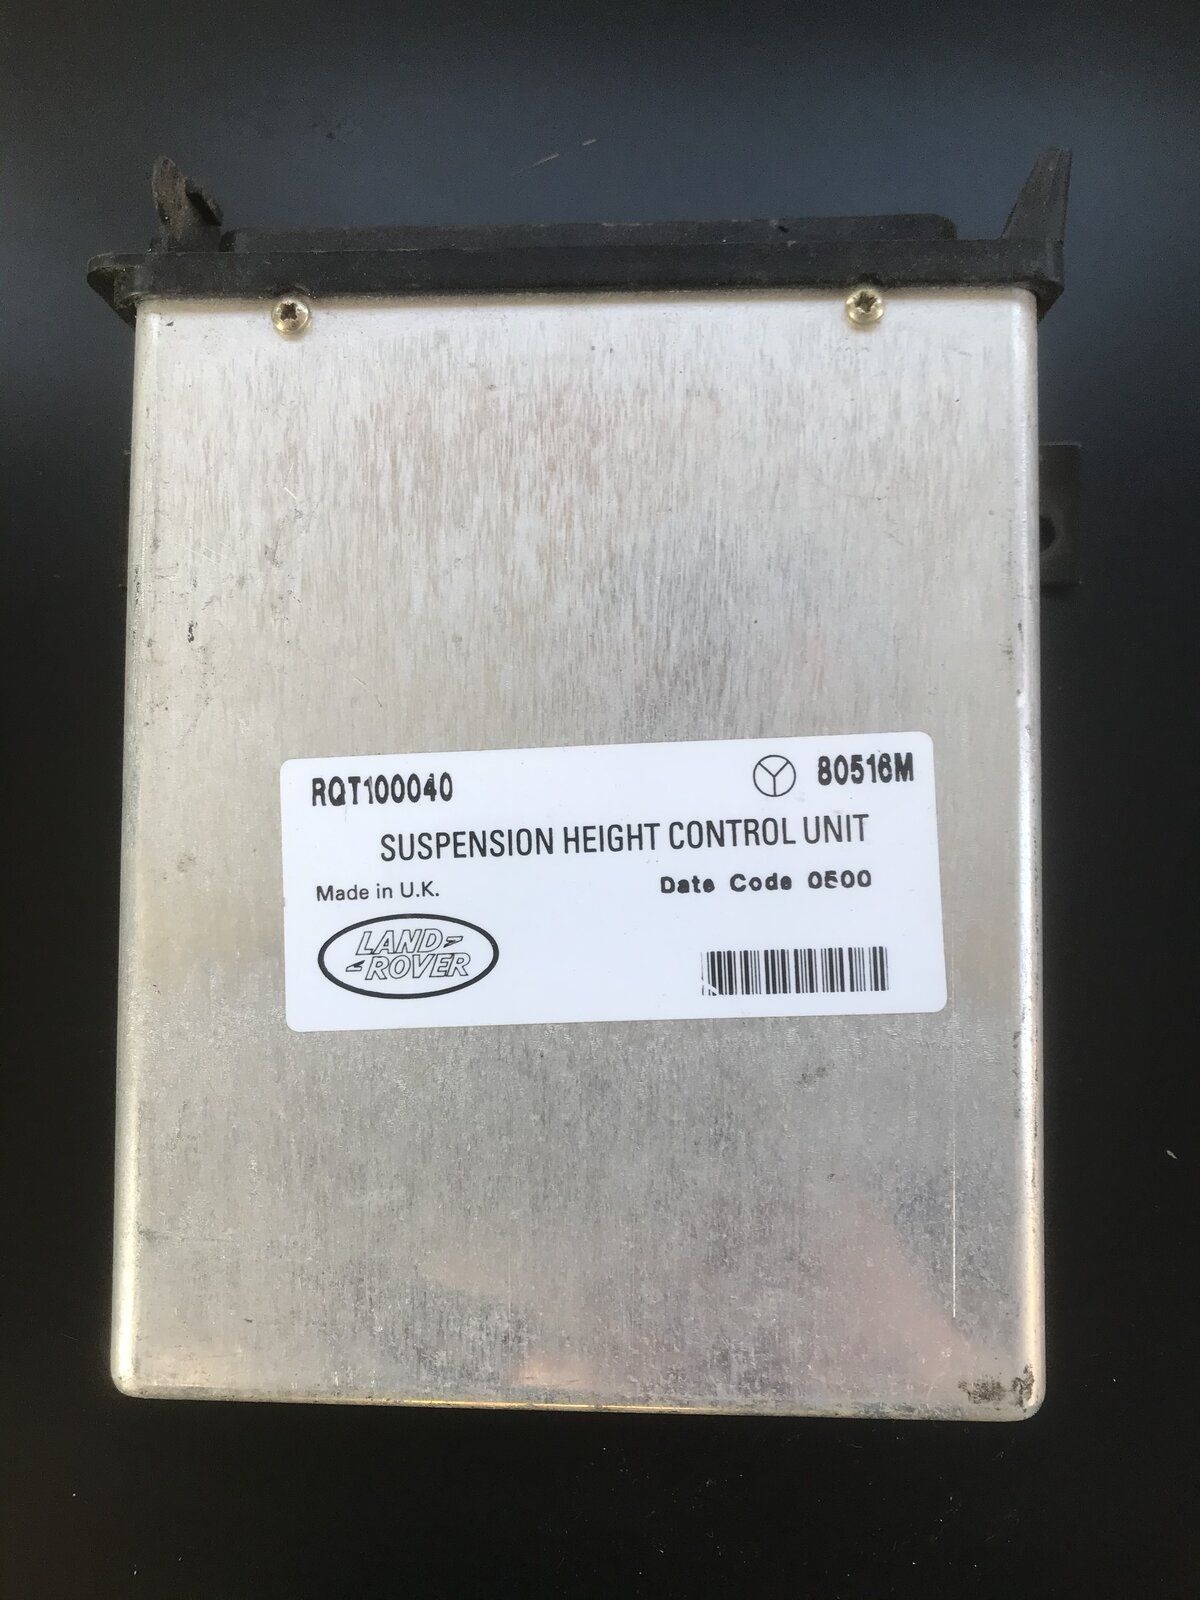 RQT100040
80516M
SUSPENSION HEIGHT CONTROL UNIT
Made in U.K.
Date Code 0500
LAND
ROVER